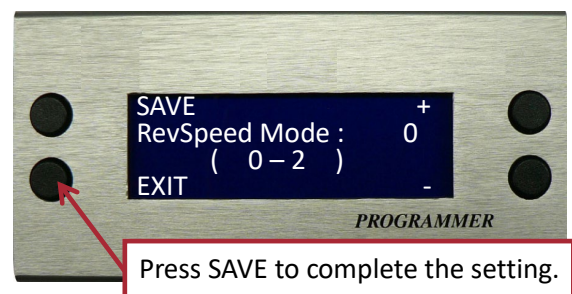 SAVE +
RevSpeed Mode : 0
( 0 – 2 )
EXIT -
PROGRAMMER
Press SAVE to complete the setting.